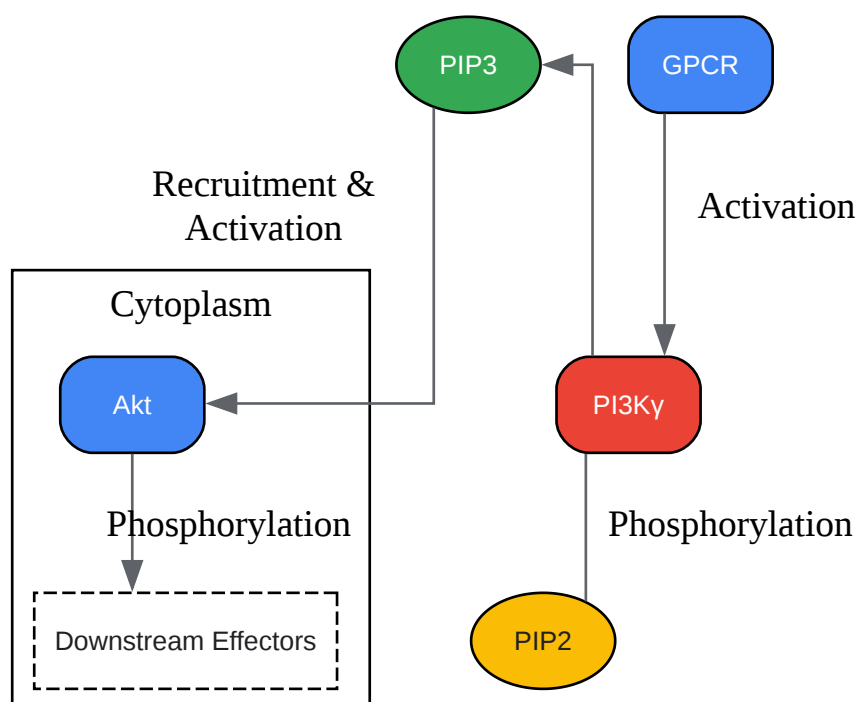 PIP3
GPCR
Recruitment &
Activation
Activation
Cytoplasm
Akt
PI3Kγ
Phosphorylation
Phosphorylation
Downstream Effectors
PIP2